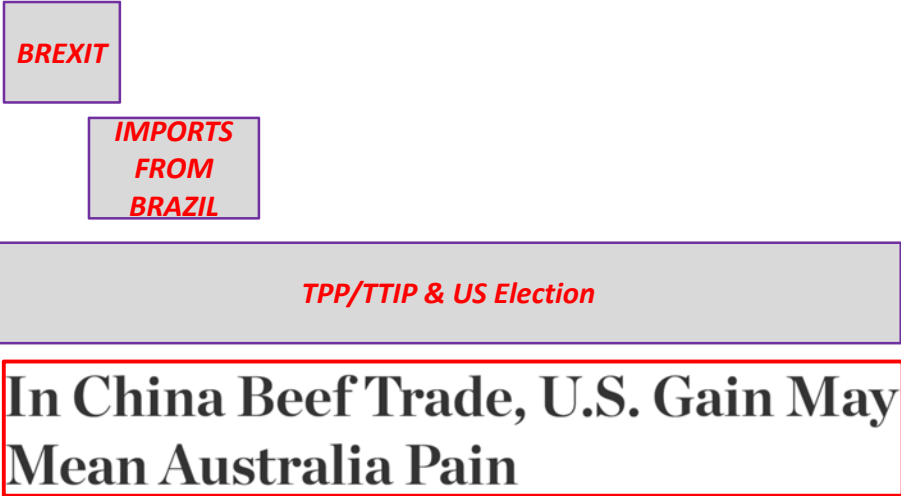 BREXIT
IMPORTS
FROM
BRAZIL
TPP/TTIP & US Election
In China Beef Trade, U.S. Gain May
Mean Australia Pain